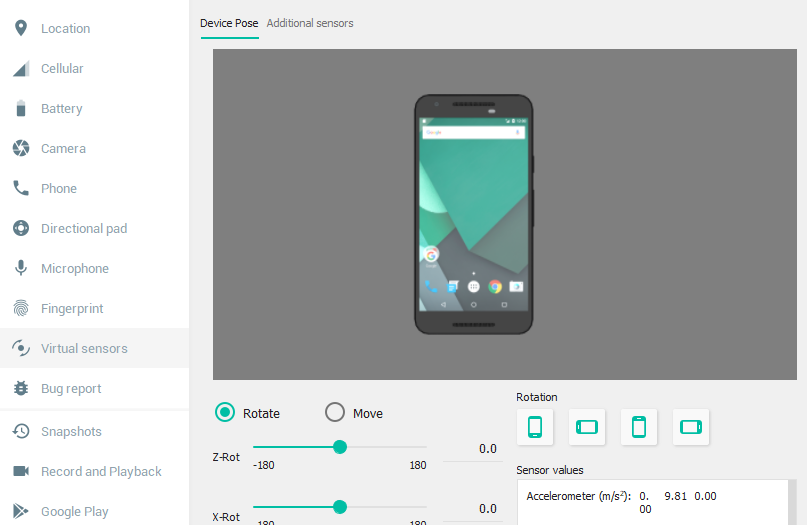 Location
Cellular
Battery
Camera
Phone
Directional pad
Microphone
Fingerprint
Virtual sensors
Bug report
Snapshots
Record and Playback
Google Play
Device Pose Additional sensors
Google
Rotate Move
Z-Rot 0.0
-180 180
X-Rot 0.0
-180 180
Rotation
Sensor values
Accelerometer (m/s²): 0.00 9.81 0.00